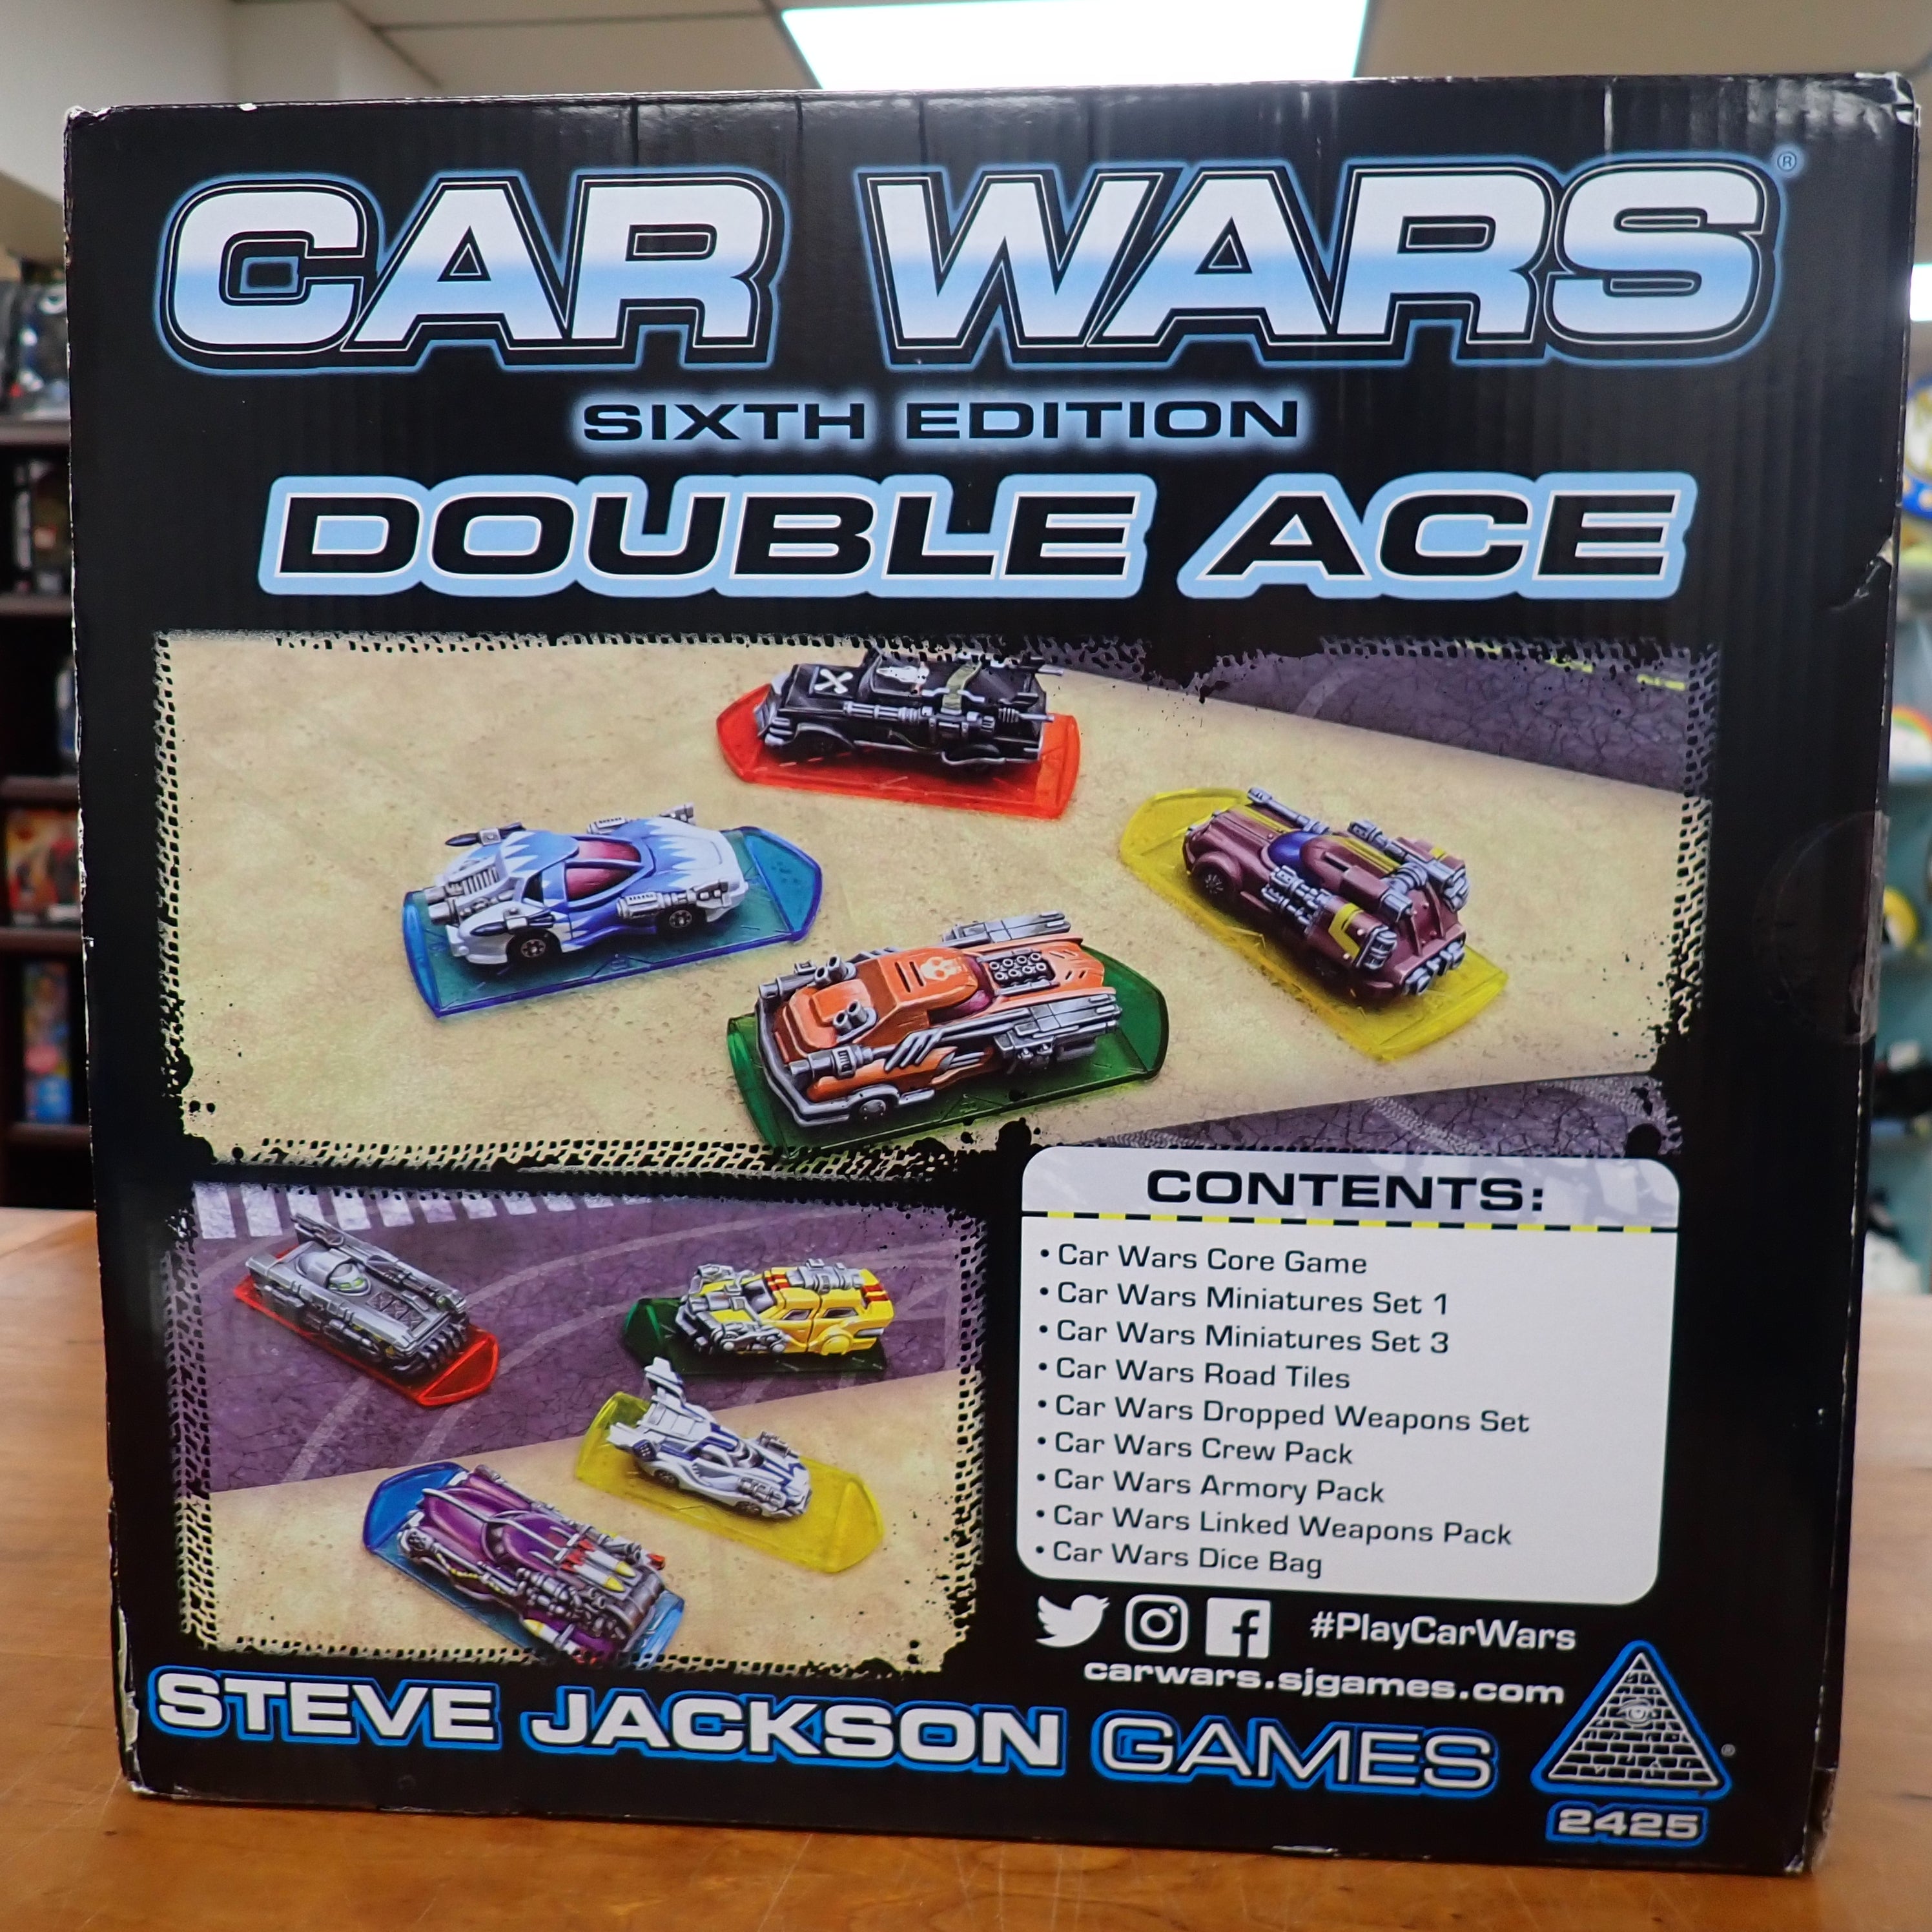 CAR WARS®
SIXTH EDITION
DOUBLE ACE
CONTENTS:
• Car Wars Core Game
• Car Wars Miniatures Set 1
• Car Wars Miniatures Set 3
• Car Wars Road Tiles
• Car Wars Dropped Weapons Set
• Car Wars Crew Pack
• Car Wars Armory Pack
• Car Wars Linked Weapons Pack
• Car Wars Dice Bag
#PlayCarWars
carwars.sjgames.com
STEVE JACKSON GAMES
®
2425